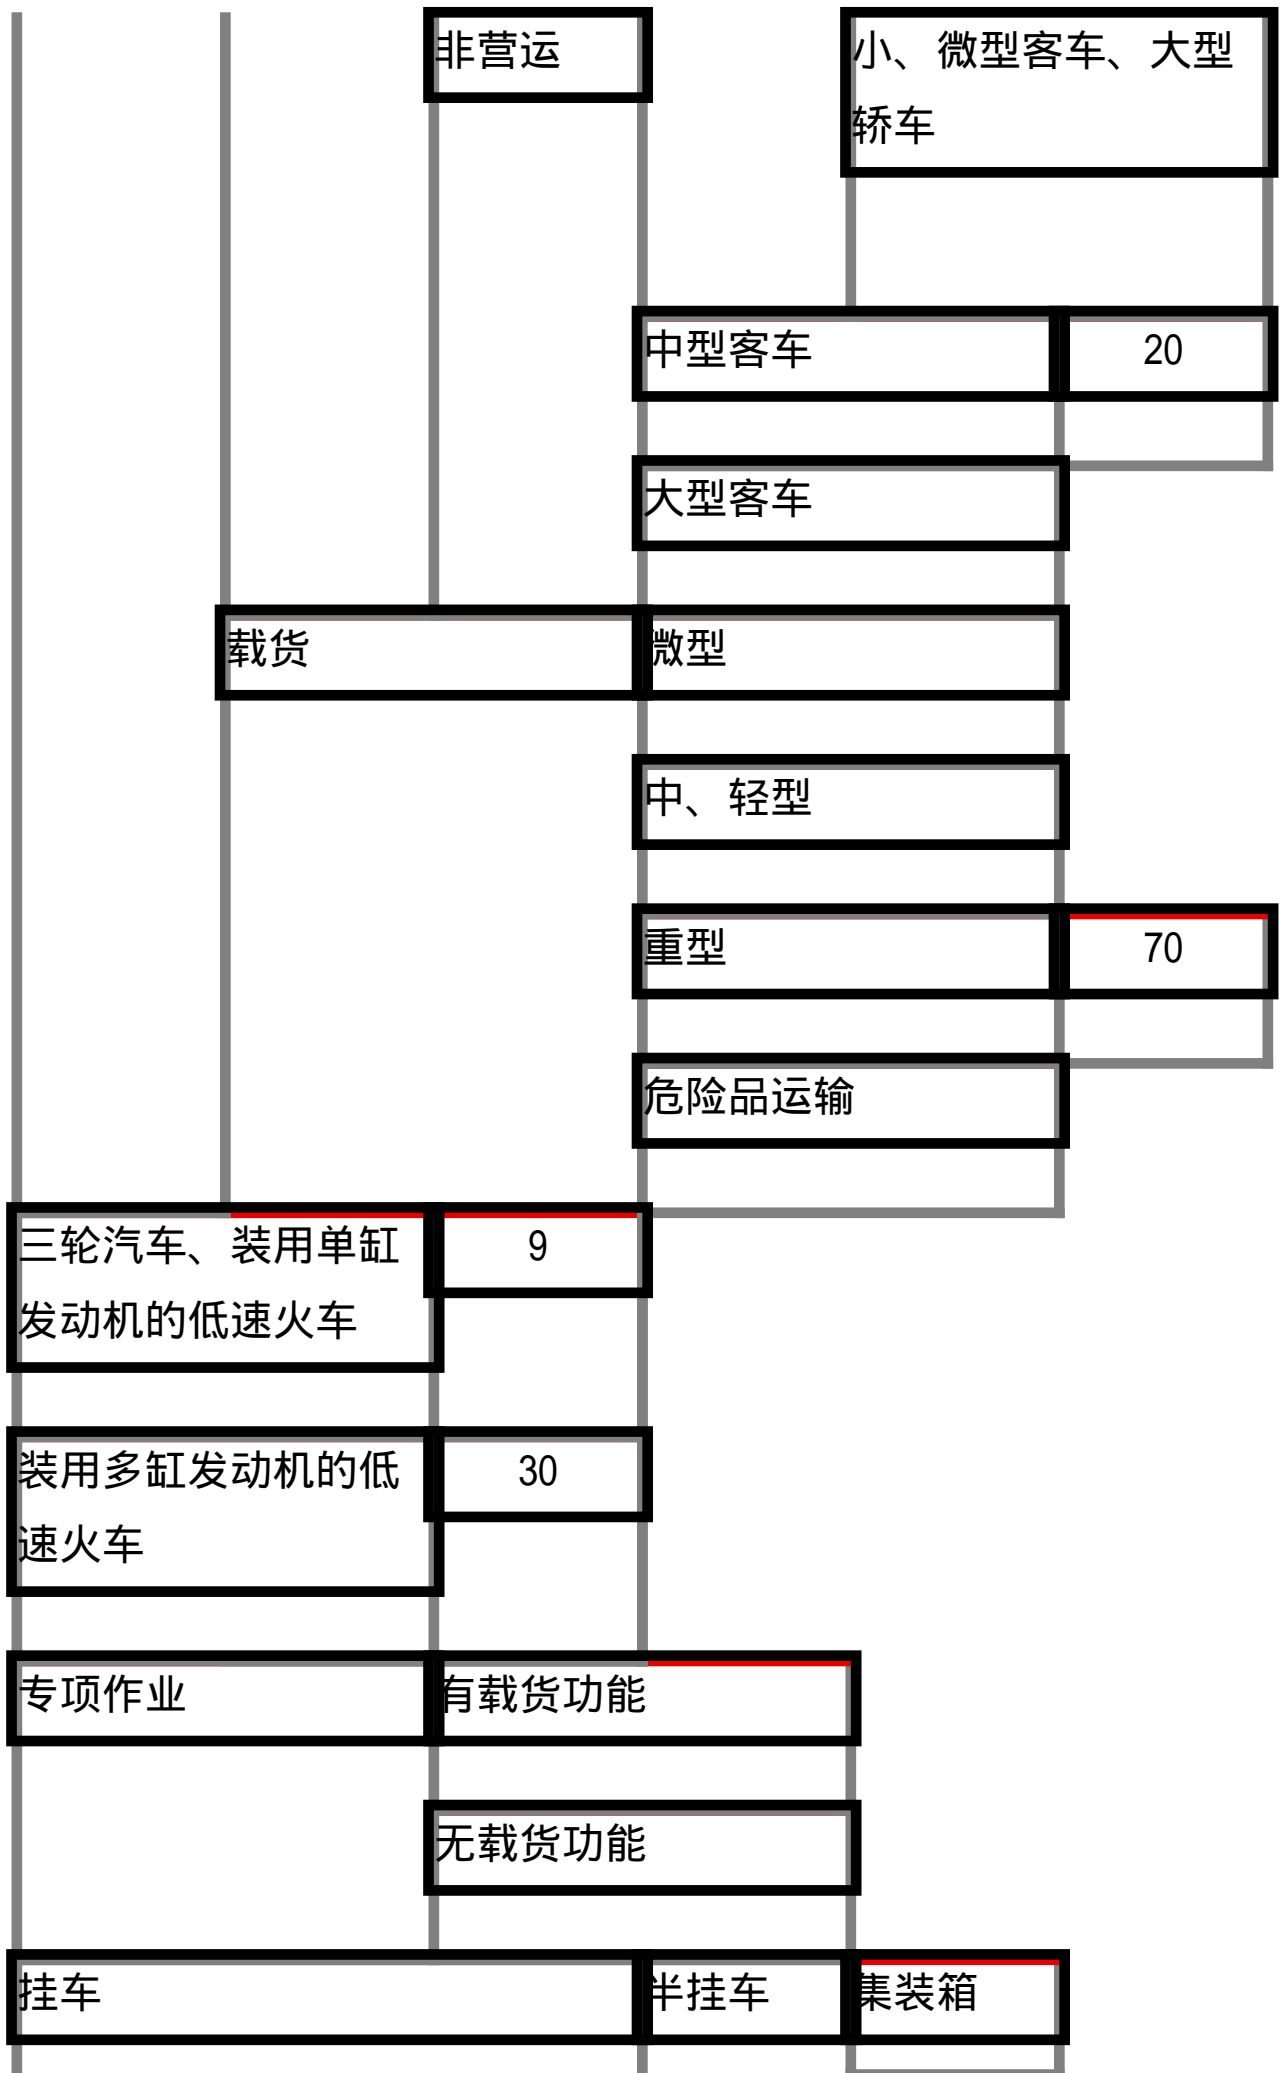 非营运
小、微型客车、大型
轿车
中型客车
20
大型客车
载货
微型
中、轻型
重型
70
危险品运输
三轮汽车、装用单缸
发动机的低速火车
9
装用多缸发动机的低
速火车
30
专项作业
有载货功能
无载货功能
挂车
半挂车
集装箱